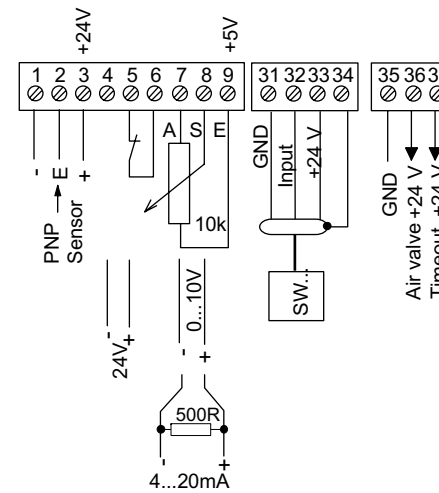 +24V
+5V
1 2 3 4 5 6 7 8 9
31 32 33 34
35 36 3
A S E
10k
- E +
PNP
Sensor
GND
Input
+24 V
SW...
GND
Air valve +24 V
Timeout +24 V
- +
24V
0...10V
- +
500R
- +
4...20mA